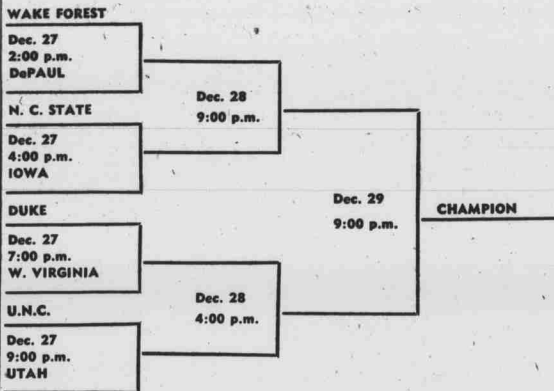 WAKE FOREST
Dec. 27
2:00 p.m.
DePAUL
N. C. STATE
Dec. 27
4:00 p.m.
IOWA
DUKE
Dec. 27
7:00 p.m.
W. VIRGINIA
U.N.C.
Dec. 27
9:00 p.m.
UTAH
Dec. 28
9:00 p.m.
Dec. 28
4:00 p.m.
Dec. 29
9:00 p.m.
CHAMPION